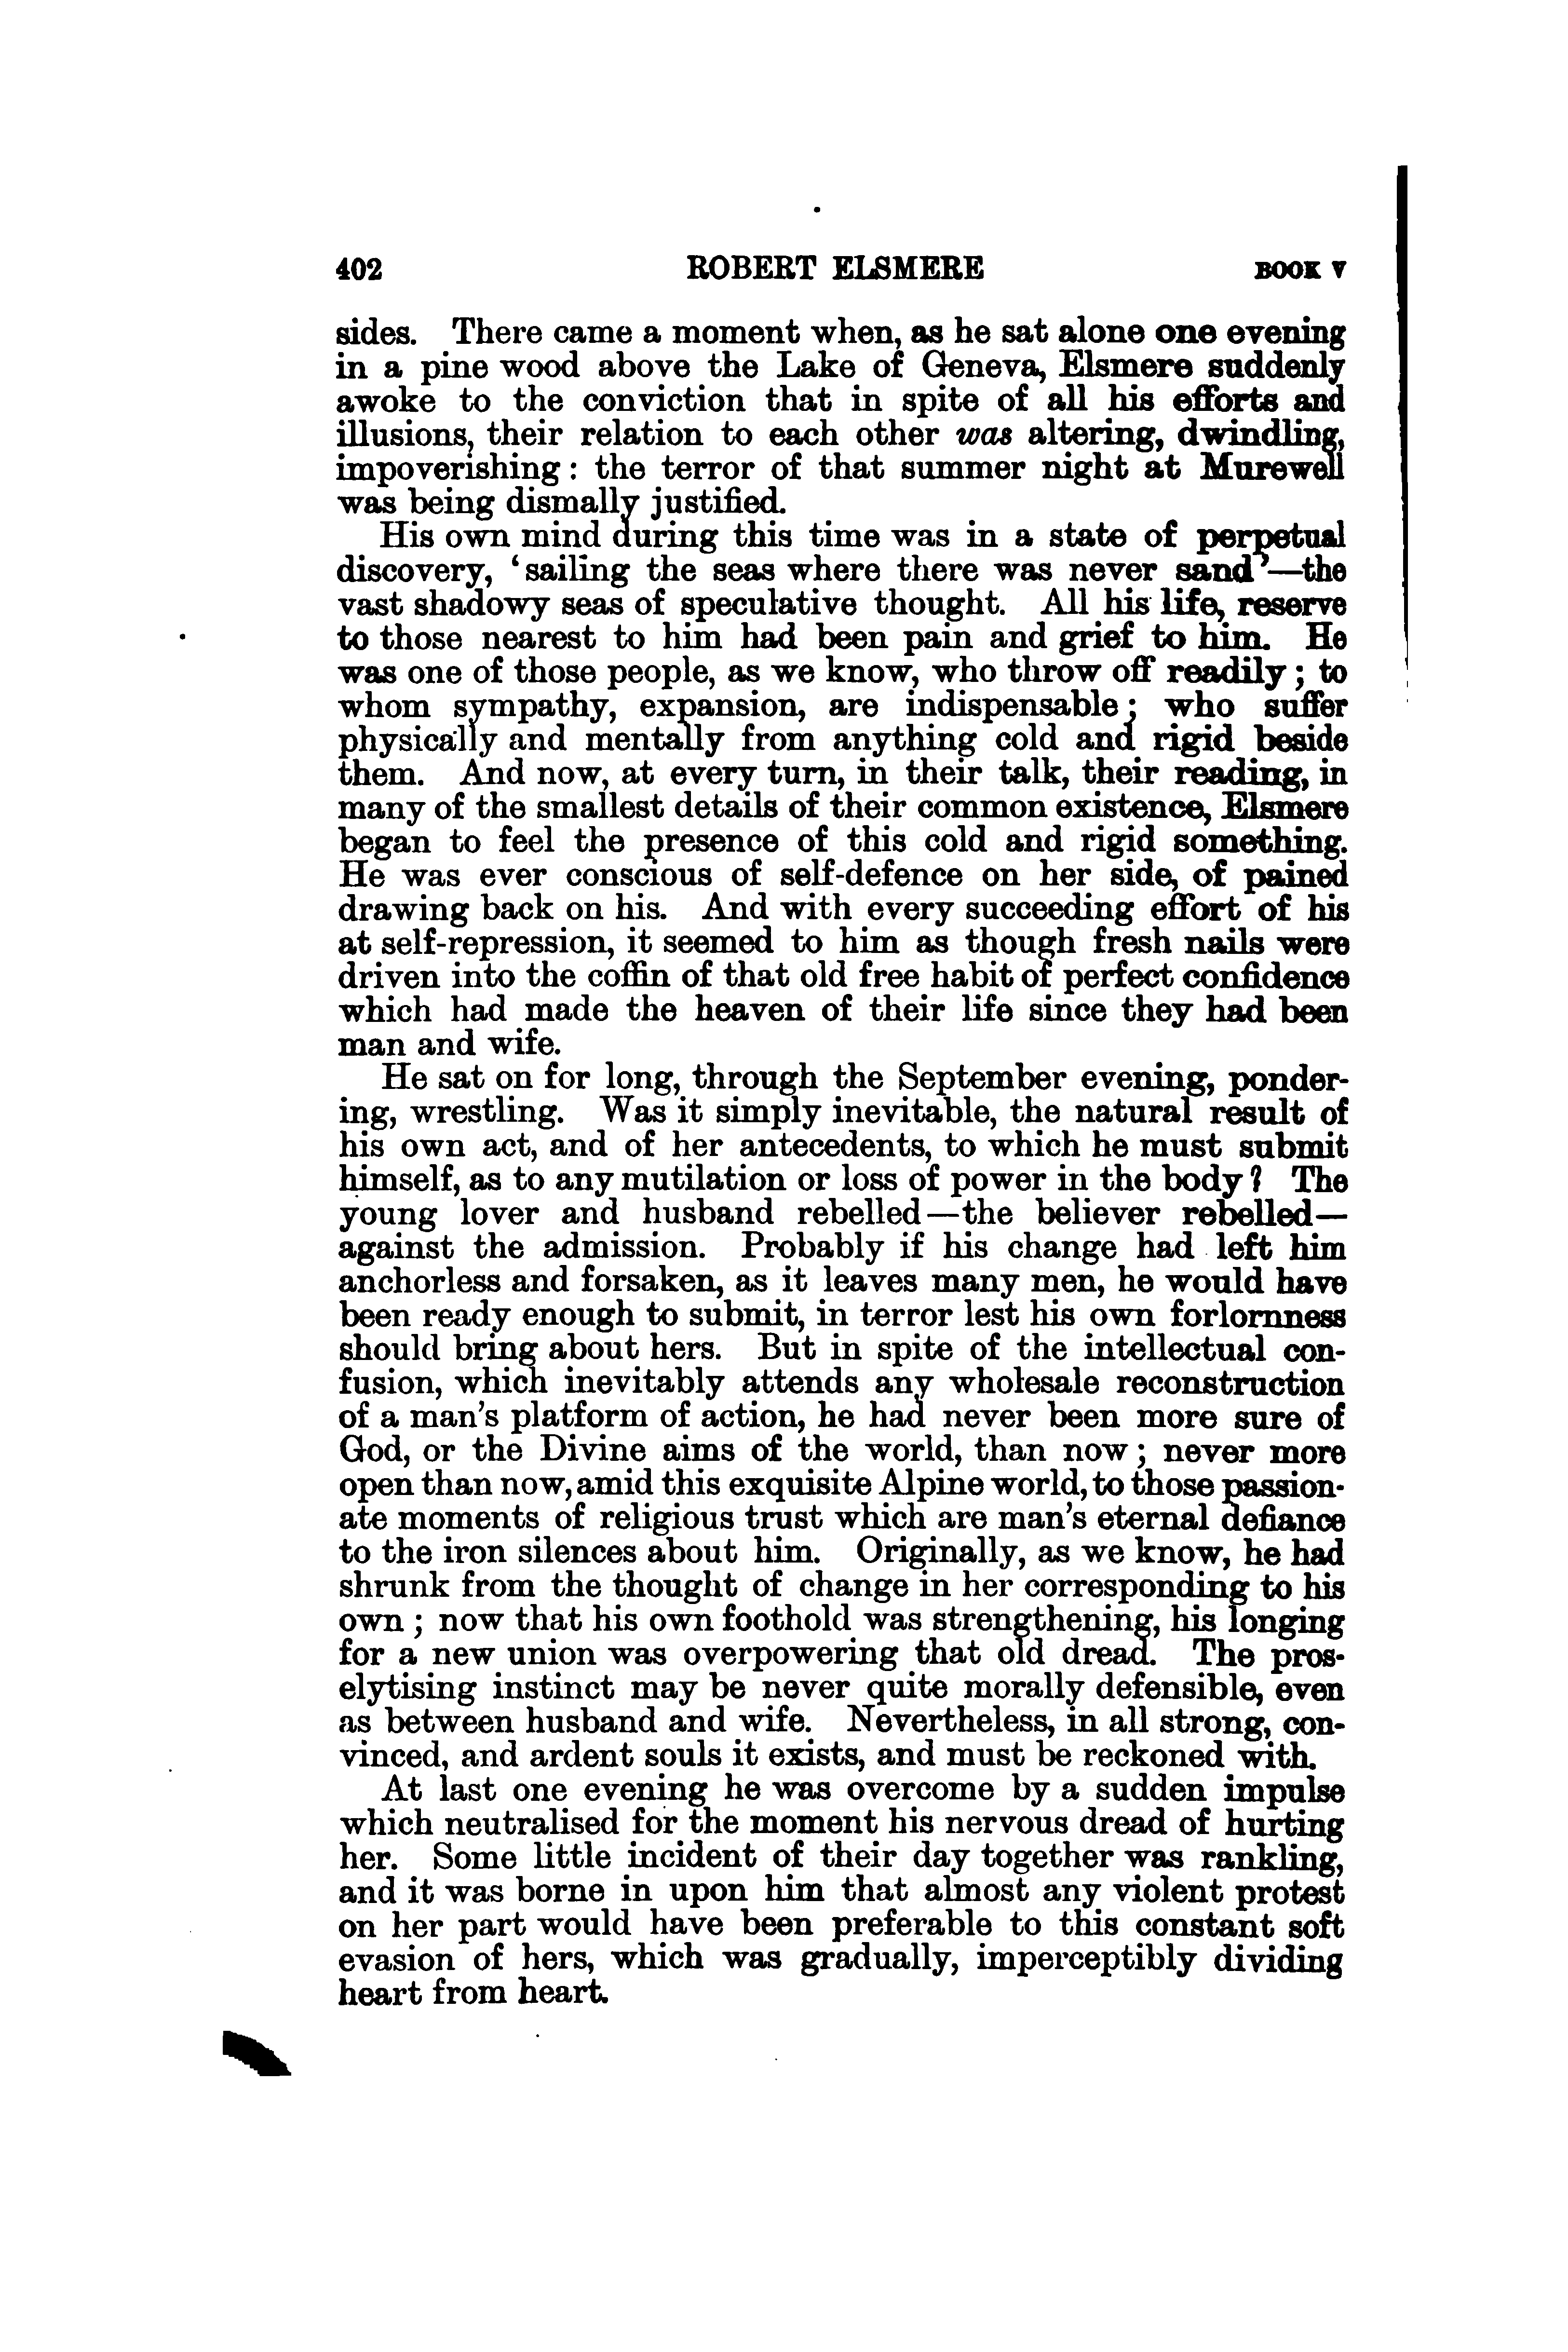 402 ROBERT ELSMERE BOOK V
sides. There came a moment when, as he sat alone one evening
in a pine wood above the Lake of Geneva, Elsmere suddenly
awoke to the conviction that in spite of all his efforts and
illusions, their relation to each other was altering, dwindling,
impoverishing : the terror of that summer night at Murewell
was being dismally justified.
His own mind during this time was in a state of perpetual
discovery, ‘sailing the seas where there was never sand’—the
vast shadowy seas of speculative thought. All his life, reserve
to those nearest to him had been pain and grief to him. He
was one of those people, as we know, who throw off readily ; to
whom sympathy, expansion, are indispensable ; who suffer
physically and mentally from anything cold and rigid beside
them. And now, at every turn, in their talk, their reading, in
many of the smallest details of their common existence, Elsmere
began to feel the presence of this cold and rigid something.
He was ever conscious of self-defence on her side, of pained
drawing back on his. And with every succeeding effort of his
at self-repression, it seemed to him as though fresh nails were
driven into the coffin of that old free habit of perfect confidence
which had made the heaven of their life since they had been
man and wife.
He sat on for long, through the September evening, ponder-
ing, wrestling. Was it simply inevitable, the natural result of
his own act, and of her antecedents, to which he must submit
himself, as to any mutilation or loss of power in the body ? The
young lover and husband rebelled—the believer rebelled—
against the admission. Probably if his change had left him
anchorless and forsaken, as it leaves many men, he would have
been ready enough to submit, in terror lest his own forlornness
should bring about hers. But in spite of the intellectual con-
fusion, which inevitably attends any wholesale reconstruction
of a man’s platform of action, he had never been more sure of
God, or the Divine aims of the world, than now ; never more
open than now, amid this exquisite Alpine world, to those passion-
ate moments of religious trust which are man’s eternal defiance
to the iron silences about him. Originally, as we know, he had
shrunk from the thought of change in her corresponding to his
own ; now that his own foothold was strengthening, his longing
for a new union was overpowering that old dread. The pros-
elytising instinct may be never quite morally defensible, even
as between husband and wife. Nevertheless, in all strong, con-
vinced, and ardent souls it exists, and must be reckoned with.
At last one evening he was overcome by a sudden impulse
which neutralised for the moment his nervous dread of hurting
her. Some little incident of their day together was rankling,
and it was borne in upon him that almost any violent protest
on her part would have been preferable to this constant soft
evasion of hers, which was gradually, imperceptibly dividing
heart from heart.